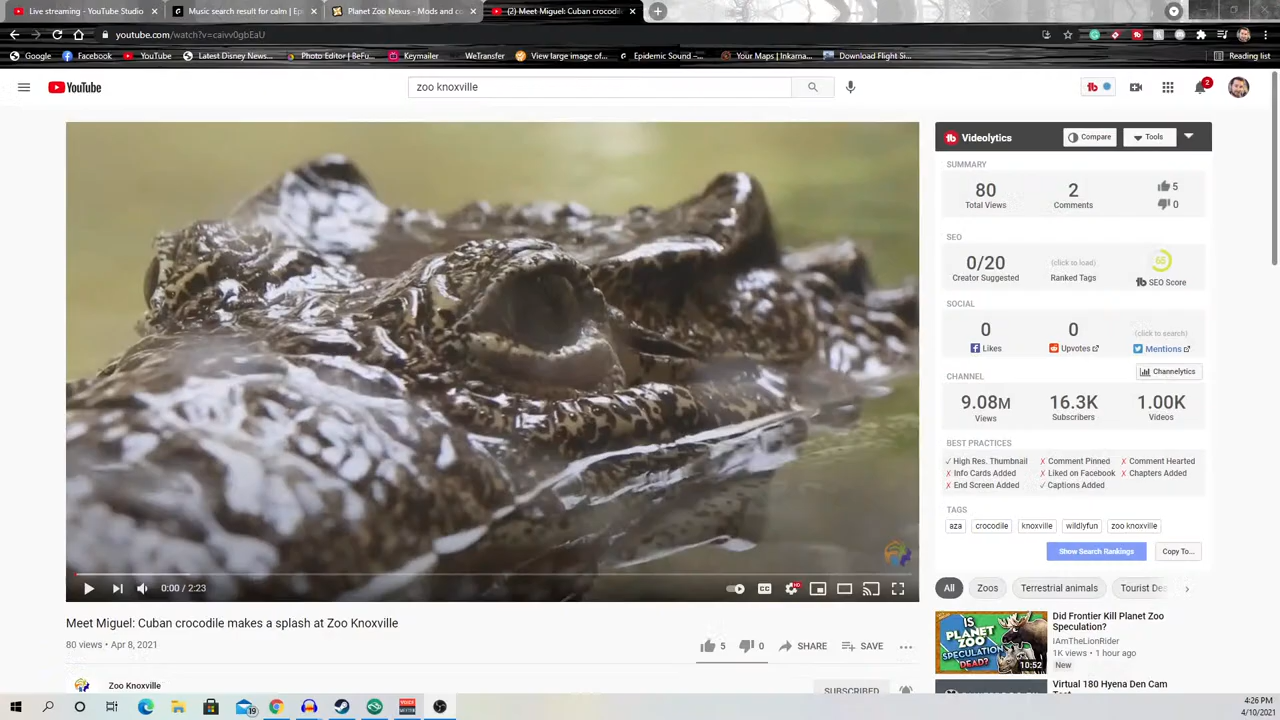 Live streaming - YouTube Studio
Music search result for calm | Ep
Planet Zoo Nexus - Mods and co
(2) Meet Miguel: Cuban crocodil
youtube.com/watch?v=caivv0gbEaU
Google
Facebook
YouTube
Latest Disney News...
Photo Editor | BeFu...
Keymailer
WeTransfer
View large image of...
Epidemic Sound –...
Your Maps | Inkarna...
Download Flight Si...
Reading list
YouTube
zoo knoxville
2
Videolytics
Compare
Tools
SUMMARY
80
Total Views
2
Comments
5
0
SEO
0/20
Creator Suggested
(click to load)
Ranked Tags
68
SEO Score
SOCIAL
0
Likes
0
Upvotes
(click to search)
Mentions
CHANNEL
Channelytics
9.08M
Views
16.3K
Subscribers
1.00K
Videos
BEST PRACTICES
✓ High Res. Thumbnail
✗ Comment Pinned
✗ Comment Hearted
✗ Info Cards Added
✗ Liked on Facebook
✗ Chapters Added
✗ End Screen Added
✓ Captions Added
TAGS
aza
crocodile
knoxville
wildlyfun
zoo knoxville
Show Search Rankings
Copy To...
0:00 / 2:23
CC
HD
All
Zoos
Terrestrial animals
Tourist Des
Meet Miguel: Cuban crocodile makes a splash at Zoo Knoxville
80 views • Apr 8, 2021
5
0
SHARE
SAVE
Zoo Knoxville
SUBSCRIBED
IS
PLANET
ZOO
SPECULATION
DEAD?
10:52
Did Frontier Kill Planet Zoo
Speculation?
IAmTheLionRider
1K views • 1 hour ago
New
Virtual 180 Hyena Den Cam
19
4:26 PM
4/10/2021